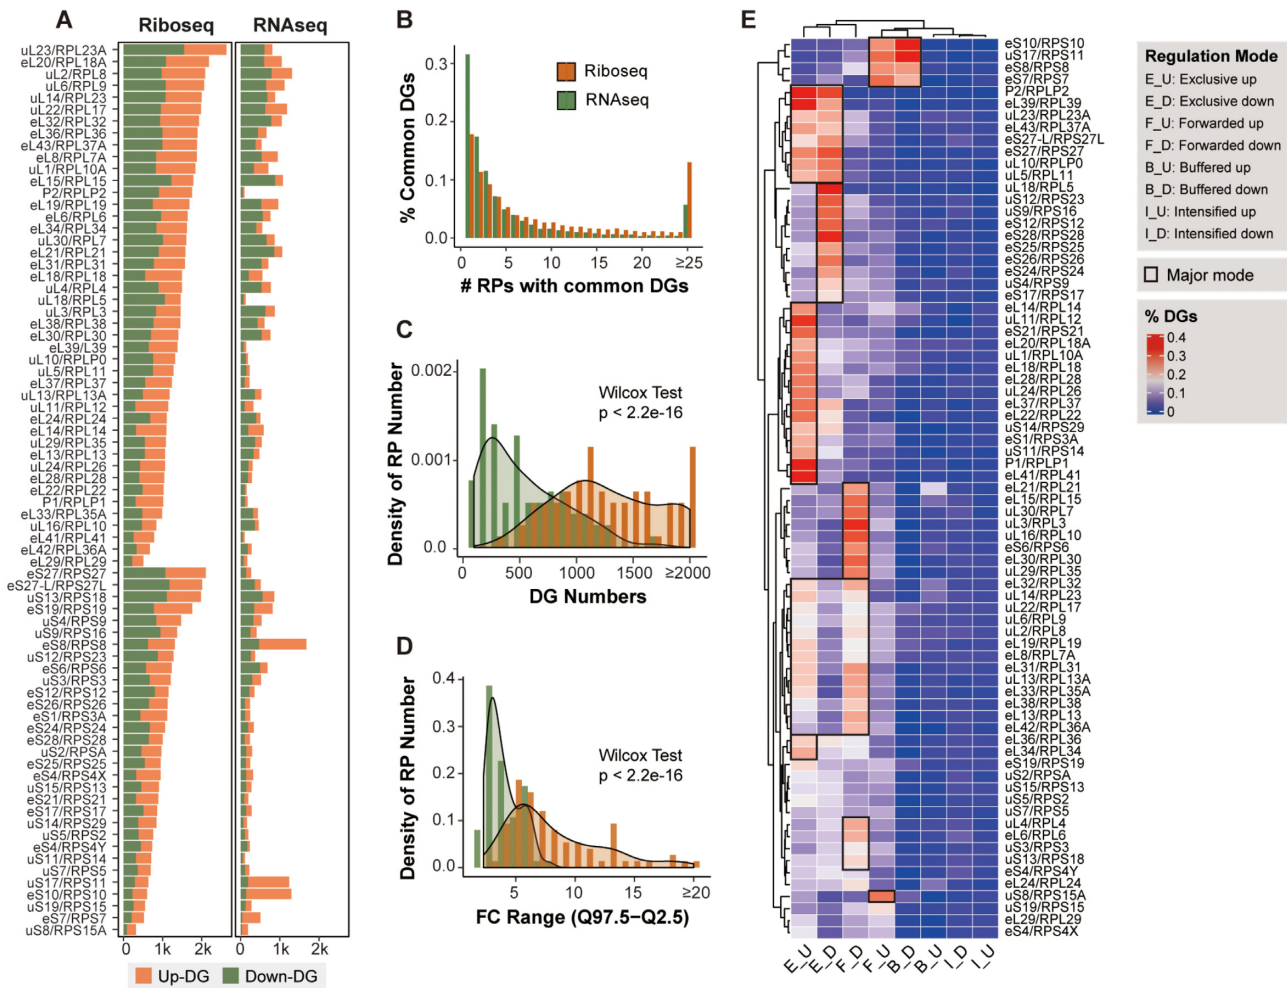 A
Riboseq
RNAseq
uL23/RPL23A
eL20/RPL18A
uL2/RPL8
uL6/RPL9
uL14/RPL23
uL22/RPL17
eL32/RPL32
eL36/RPL36
eL43/RPL37A
eL8/RPL7A
uL1/RPL10A
eL15/RPL15
P2/RPLP2
eL19/RPL19
eL6/RPL6
eL34/RPL34
uL30/RPL7
eL21/RPL21
eL31/RPL31
eL18/RPL18
uL4/RPL4
uL18/RPL5
uL3/RPL3
eL38/RPL38
eL30/RPL30
eL39/L39
uL10/RPLP0
uL5/RPL11
eL37/RPL37
uL13/RPL13A
uL11/RPL12
eL24/RPL24
eL14/RPL14
uL29/RPL35
eL13/RPL13
uL24/RPL26
eL28/RPL28
eL22/RPL22
P1/RPLP1
eL33/RPL35A
uL16/RPL10
eL41/RPL41
eL42/RPL36A
eL29/RPL29
eS27/RPS27
eS27-L/RPS27L
uS13/RPS18
eS19/RPS19
uS4/RPS9
uS9/RPS16
eS8/RPS8
uS12/RPS23
eS6/RPS6
uS3/RPS3
eS12/RPS12
eS26/RPS26
eS1/RPS3A
eS24/RPS24
eS28/RPS28
uS2/RPSA
eS25/RPS25
eS4/RPS4X
uS15/RPS13
eS21/RPS21
eS17/RPS17
uS14/RPS29
uS5/RPS2
eS4/RPS4Y
uS11/RPS14
uS7/RPS5
uS17/RPS11
eS10/RPS10
uS19/RPS15
eS7/RPS7
uS8/RPS15A
0 1k 2k 0 1k 2k
Up-DG Down-DG
B
% Common DGs
0.3
0.2
0.1
0.0
Riboseq
RNAseq
0 5 10 15 20 ≥25
# RPs with common DGs
C
Density of RP Number
0.002
0.001
0.0
Wilcox Test
p < 2.2e-16
0 500 1000 1500 ≥2000
DG Numbers
D
Density of RP Number
0.4
0.3
0.2
0.1
0.0
Wilcox Test
p < 2.2e-16
5 10 15 ≥20
FC Range (Q97.5−Q2.5)
E
eS10/RPS10
uS17/RPS11
eS8/RPS8
eS7/RPS7
P2/RPLP2
eL39/RPL39
uL23/RPL23A
eL43/RPL37A
eS27-L/RPS27L
eS27/RPS27
uL10/RPLP0
uL5/RPL11
uL18/RPL5
uS12/RPS23
uS9/RPS16
eS12/RPS12
eS28/RPS28
eS25/RPS25
eS26/RPS26
eS24/RPS24
uS4/RPS9
eS17/RPS17
eL14/RPL14
uL11/RPL12
eS21/RPS21
eL20/RPL18A
uL1/RPL10A
eL18/RPL18
eL28/RPL28
uL24/RPL26
eL37/RPL37
eL22/RPL22
uS14/RPS29
eS1/RPS3A
uS11/RPS14
P1/RPLP1
eL41/RPL41
eL21/RPL21
eL15/RPL15
uL30/RPL7
uL3/RPL3
uL16/RPL10
eS6/RPS6
eL30/RPL30
uL29/RPL35
eL32/RPL32
uL14/RPL23
uL22/RPL17
uL6/RPL9
uL2/RPL8
eL19/RPL19
eL8/RPL7A
eL31/RPL31
uL13/RPL13A
eL33/RPL35A
eL38/RPL38
eL13/RPL13
eL42/RPL36A
eL36/RPL36
eL34/RPL34
eS19/RPS19
uS2/RPSA
uS15/RPS13
uS5/RPS2
uS7/RPS5
uL4/RPL4
eL6/RPL6
uS3/RPS3
uS13/RPS18
eS4/RPS4Y
eL24/RPL24
uS8/RPS15A
uS19/RPS15
eL29/RPL29
eS4/RPS4X
E_U E_D F_D F_U B_D B_U I_D I_U
Regulation Mode
E_U: Exclusive up
E_D: Exclusive down
F_U: Forwarded up
F_D: Forwarded down
B_U: Buffered up
B_D: Buffered down
I_U: Intensified up
I_D: Intensified down
Major mode
% DGs
0.4
0.3
0.2
0.1
0